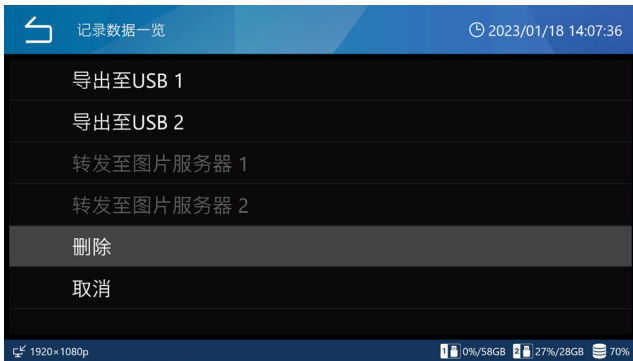 记录数据一览 2023/01/18 14:07:36
导出至USB 1
导出至USB 2
转发至图片服务器 1
转发至图片服务器 2
删除
取消
1920×1080p 1 0%/58GB 2 27%/28GB 70%